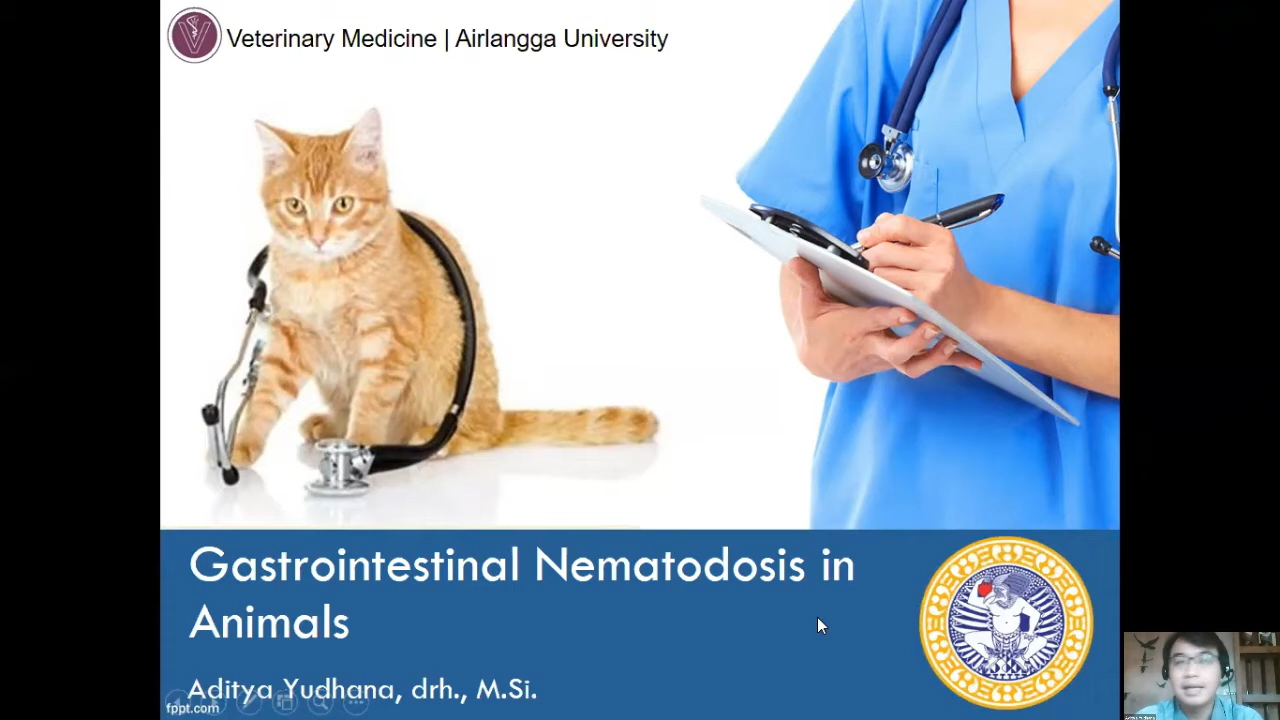 Veterinary Medicine | Airlangga University
Gastrointestinal Nematodosis in
Animals
Aditya Yudhana, drh., M.Si.
fppt.com